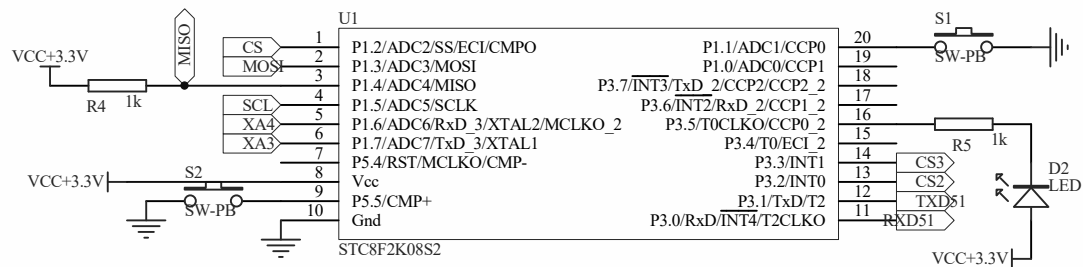 U1
VCC+3.3V
MISO
R4
1k
CS
MOSI
SCL
XA4
XA3
1
2
3
4
5
6
7
8
9
10
P1.2/ADC2/SS/ECI/CMPO
P1.3/ADC3/MOSI
P1.4/ADC4/MISO
P1.5/ADC5/SCLK
P1.6/ADC6/RxD_3/XTAL2/MCLKO_2
P1.7/ADC7/TxD_3/XTAL1
P5.4/RST/MCLKO/CMP-
Vcc
P5.5/CMP+
Gnd
VCC+3.3V
S2
SW-PB
STC8F2K08S2
P1.1/ADC1/CCP0
P1.0/ADC0/CCP1
P3.7/INT3/TxD_2/CCP2/CCP2_2
P3.6/INT2/RxD_2/CCP1_2
P3.5/T0CLKO/CCP0_2
P3.4/T0/ECI_2
P3.3/INT1
P3.2/INT0
P3.1/TxD/T2
P3.0/RxD/INT4/T2CLKO
20
19
18
17
16
15
14
13
12
11
S1
SW-PB
R5
1k
CS3
CS2
TXD51
RXD51
D2
LED
VCC+3.3V